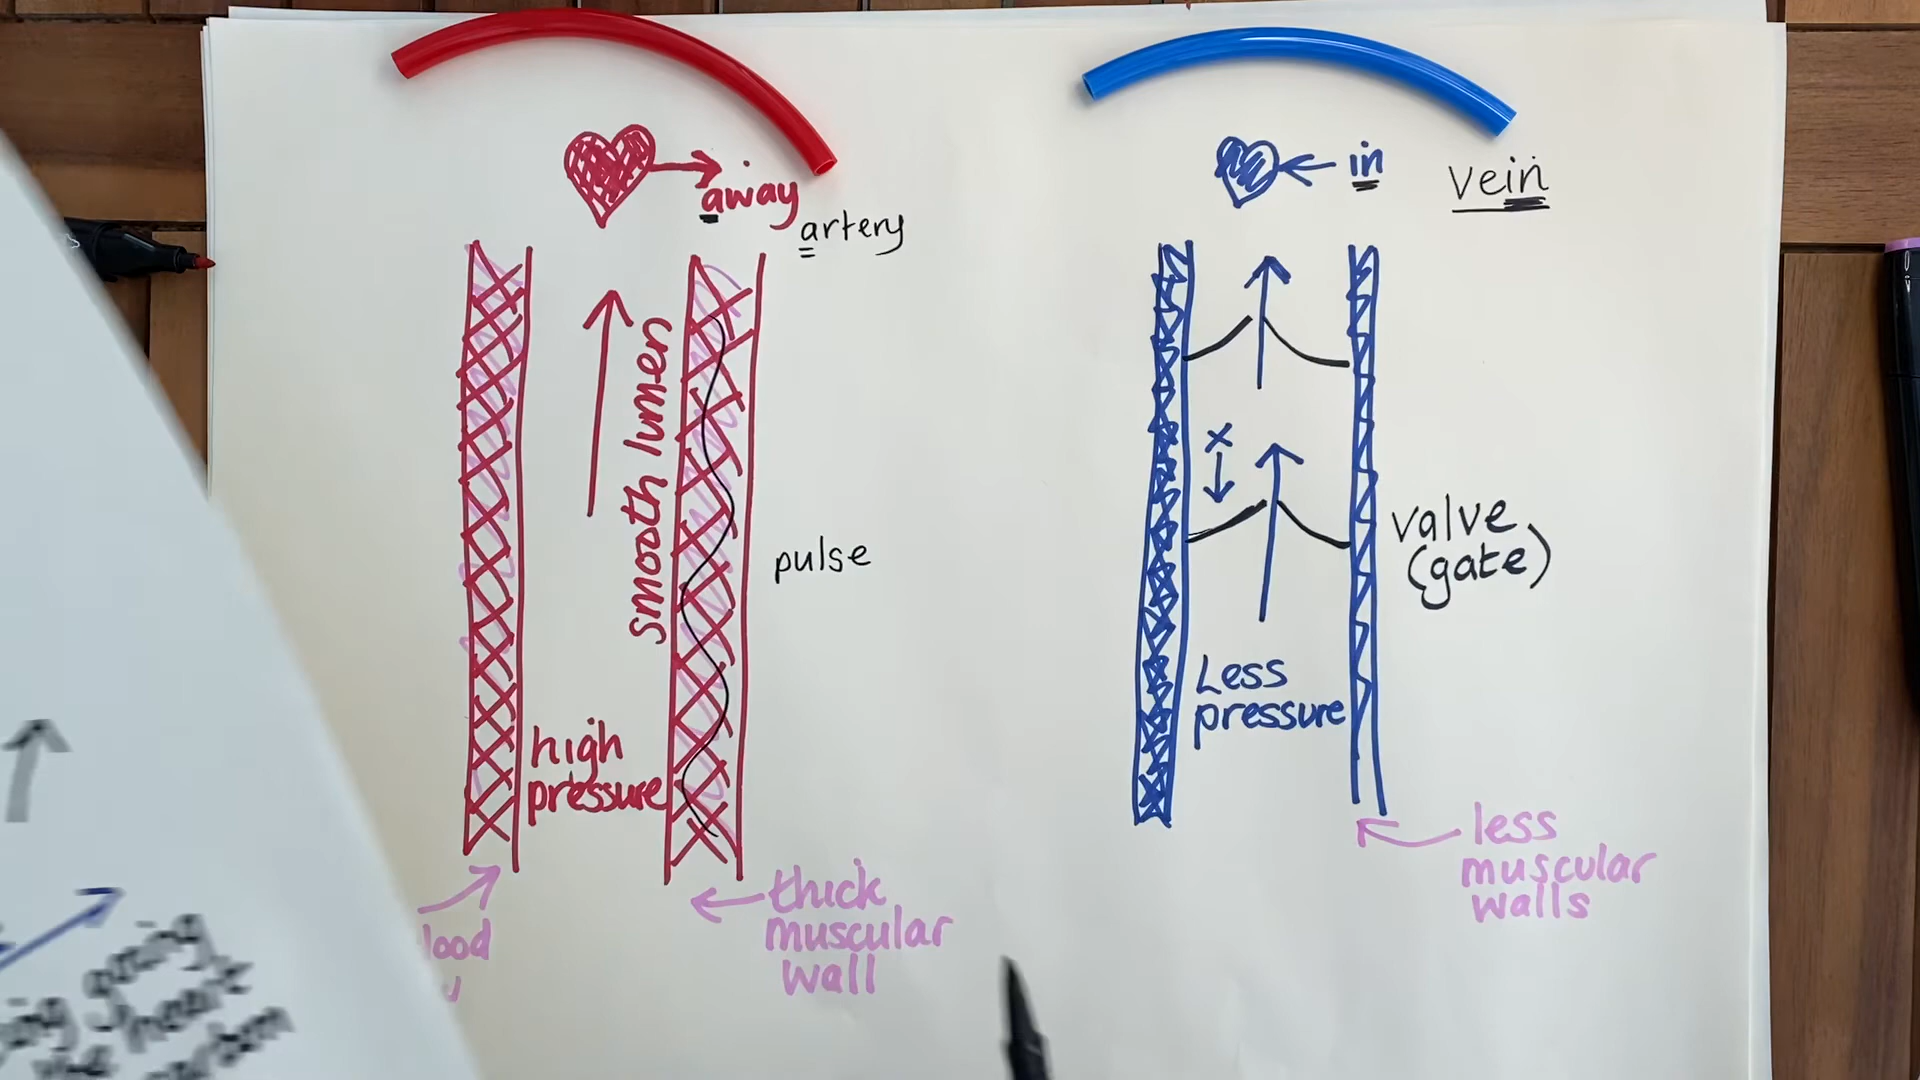 away
artery
smooth lumen
pulse
high
pressure
thick
muscular
wall
in
vein
valve
(gate)
Less
pressure
less
muscular
walls
going